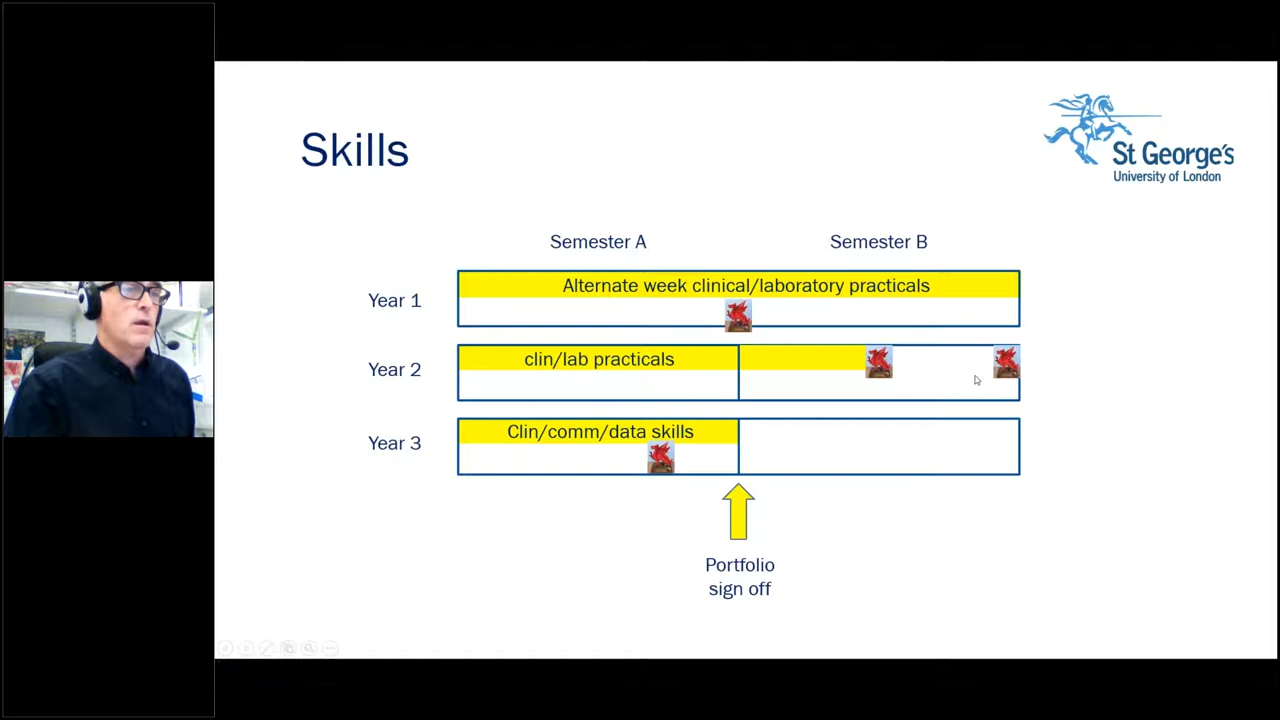 Skills
St George's
University of London
Semester A
Semester B
Year 1
Alternate week clinical/laboratory practicals
Year 2
clin/lab practicals
Year 3
Clin/comm/data skills
Portfolio
sign off